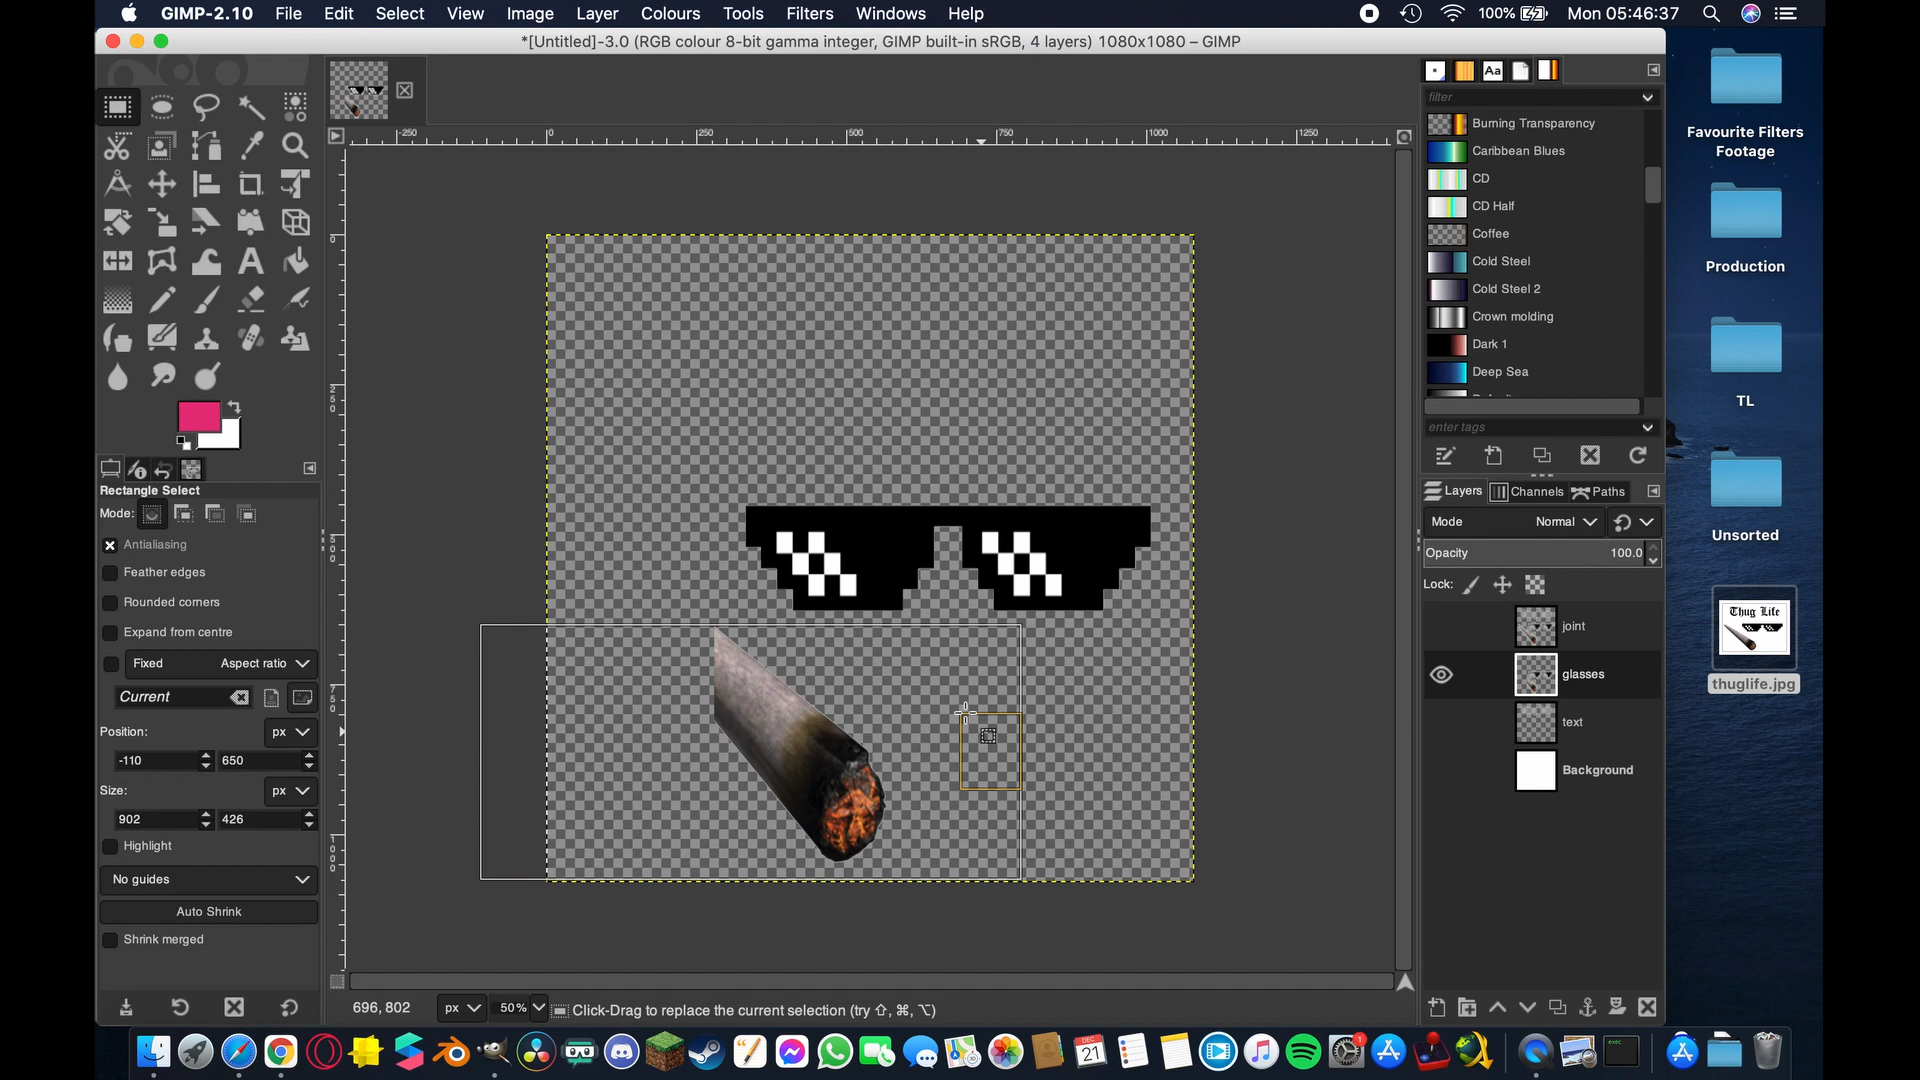 GIMP-2.10 File Edit Select View Image Layer Colours Tools Filters Windows Help 100% Mon 05:46:37
*[Untitled]-3.0 (RGB colour 8-bit gamma integer, GIMP built-in sRGB, 4 layers) 1080x1080 – GIMP
Aa
filter
-250 0 250 500 750 1000 1250
Burning Transparency
Caribbean Blues
CD
CD Half
Coffee
Cold Steel
Cold Steel 2
Crown molding
Dark 1
Deep Sea
enter tags
Favourite Filters
Footage
Production
TL
Unsorted
Thug Life
thuglife.jpg
Rectangle Select
Mode:
Antialiasing
Feather edges
Rounded corners
Expand from centre
Fixed Aspect ratio
Current
Position: px
-110 650
Size: px
902 426
Highlight
No guides
Auto Shrink
Shrink merged
Layers Channels Paths
Mode Normal
Opacity 100.0
Lock:
joint
glasses
text
Background
696, 802 px 50% Click-Drag to replace the current selection (try ⇧, ⌘, ⌥)
DEC
21
1
exec